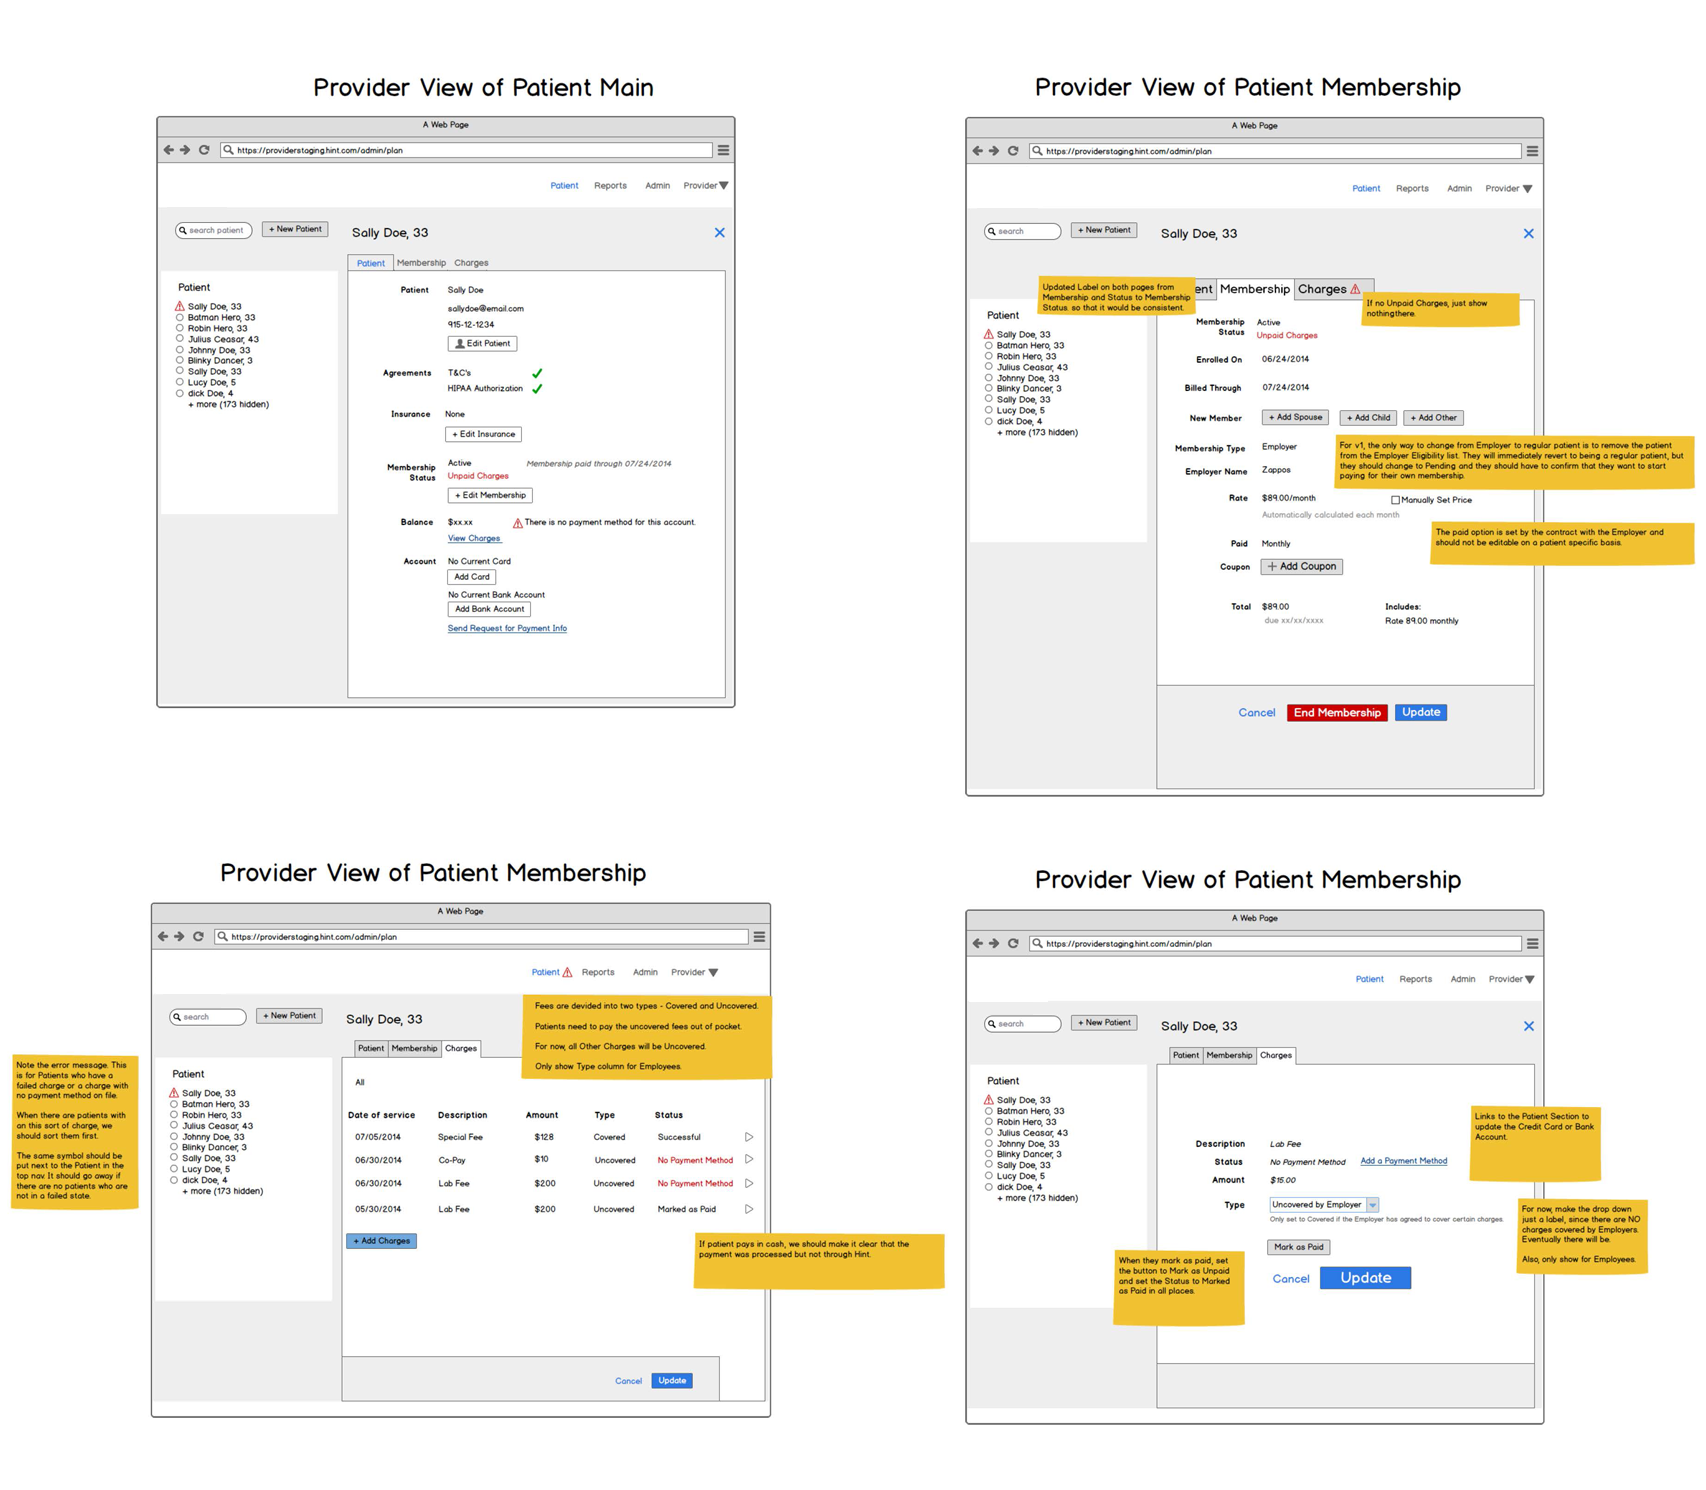 Provider View of Patient Main
A Web Page
https://providerstaging.hint.com/admin/plan
Patient Reports Admin Provider
search patient
+ New Patient
Sally Doe, 33
Patient Membership Charges
Patient
Sally Doe, 33
Batman Hero, 33
Robin Hero, 33
Julius Ceasar, 43
Johnny Doe, 33
Blinky Dancer, 3
Sally Doe, 33
Lucy Doe, 5
dick Doe, 4
+ more (173 hidden)
Patient Sally Doe
sallydoe@email.com
915-12-1234
Edit Patient
Agreements T&C's
HIPAA Authorization
Insurance None
+ Edit Insurance
Membership Status Active Membership paid through 07/24/2014
Unpaid Charges
+ Edit Membership
Balance $xx.xx There is no payment method for this account.
View Charges
Account No Current Card
Add Card
No Current Bank Account
Add Bank Account
Send Request for Payment Info
Provider View of Patient Membership
A Web Page
https://providerstaging.hint.com/admin/plan
Patient Reports Admin Provider
search
+ New Patient
Sally Doe, 33
Updated Label on both pages from
Membership and Status to Membership
Status. so that it would be consistent.
ent Membership Charges
If no Unpaid Charges, just show
nothingthere.
Patient
Sally Doe, 33
Batman Hero, 33
Robin Hero, 33
Julius Ceasar, 43
Johnny Doe, 33
Blinky Dancer, 3
Sally Doe, 33
Lucy Doe, 5
dick Doe, 4
+ more (173 hidden)
Membership Status Active
Unpaid Charges
Enrolled On 06/24/2014
Billed Through 07/24/2014
New Member + Add Spouse + Add Child + Add Other
Membership Type Employer
Employer Name Zappos
For v1, the only way to change from Employer to regular patient is to remove the patient
from the Employer Eligibility list. They will immediately revert to being a regular patient, but
they should change to Pending and they should have to confirm that they want to start
paying for their own membership.
Rate $89.00/month Manually Set Price
Automatically calculated each month
The paid option is set by the contract with the Employer and
should not be editable on a patient specific basis.
Paid Monthly
Coupon + Add Coupon
Total $89.00 Includes:
due xx/xx/xxxx Rate 89.00 monthly
Cancel End Membership Update
Provider View of Patient Membership
A Web Page
https://providerstaging.hint.com/admin/plan
Patient Reports Admin Provider
search
+ New Patient
Sally Doe, 33
Fees are devided into two types - Covered and Uncovered.
Patients need to pay the uncovered fees out of pocket.
For now, all Other Charges will be Uncovered.
Only show Type column for Employees.
Patient Membership Charges
Note the error message. This
is for Patients who have a
failed charge or a charge with
no payment method on file.
When there are patients with
an this sort of charge, we
should sort them first.
The same symbol should be
put next to the Patient in the
top nav. It should go away if
there are no patients who are
not in a failed state.
Patient
Sally Doe, 33
Batman Hero, 33
Robin Hero, 33
Julius Ceasar, 43
Johnny Doe, 33
Blinky Dancer, 3
Sally Doe, 33
Lucy Doe, 5
dick Doe, 4
+ more (173 hidden)
All
Date of service Description Amount Type Status
07/05/2014 Special Fee $128 Covered Successful
06/30/2014 Co-Pay $10 Uncovered No Payment Method
06/30/2014 Lab Fee $200 Uncovered No Payment Method
05/30/2014 Lab Fee $200 Uncovered Marked as Paid
+ Add Charges
If patient pays in cash, we should make it clear that the
payment was processed but not through Hint.
Cancel Update
Provider View of Patient Membership
A Web Page
https://providerstaging.hint.com/admin/plan
Patient Reports Admin Provider
search
+ New Patient
Sally Doe, 33
Patient Membership Charges
Patient
Sally Doe, 33
Batman Hero, 33
Robin Hero, 33
Julius Ceasar, 43
Johnny Doe, 33
Blinky Dancer, 3
Sally Doe, 33
Lucy Doe, 5
dick Doe, 4
+ more (173 hidden)
Links to the Patient Section to
update the Credit Card or Bank
Account.
Description Lab Fee
Status No Payment Method Add a Payment Method
Amount $15.00
Type Uncovered by Employer
Only set to Covered if the Employer has agreed to cover certain charges.
For now, make the drop down
just a label, since there are NO
charges covered by Employers.
Eventually there will be.
Also, only show for Employees.
Mark as Paid
When they mark as paid, set
the button to Mark as Unpaid
and set the Status to Marked
as Paid in all places.
Cancel Update